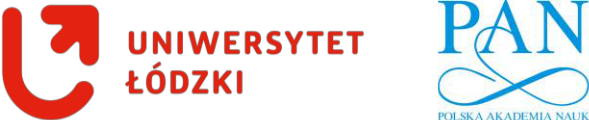 UNIWERSYTET
ŁÓDZKI
PAN
POLSKA AKADEMIA NAUK